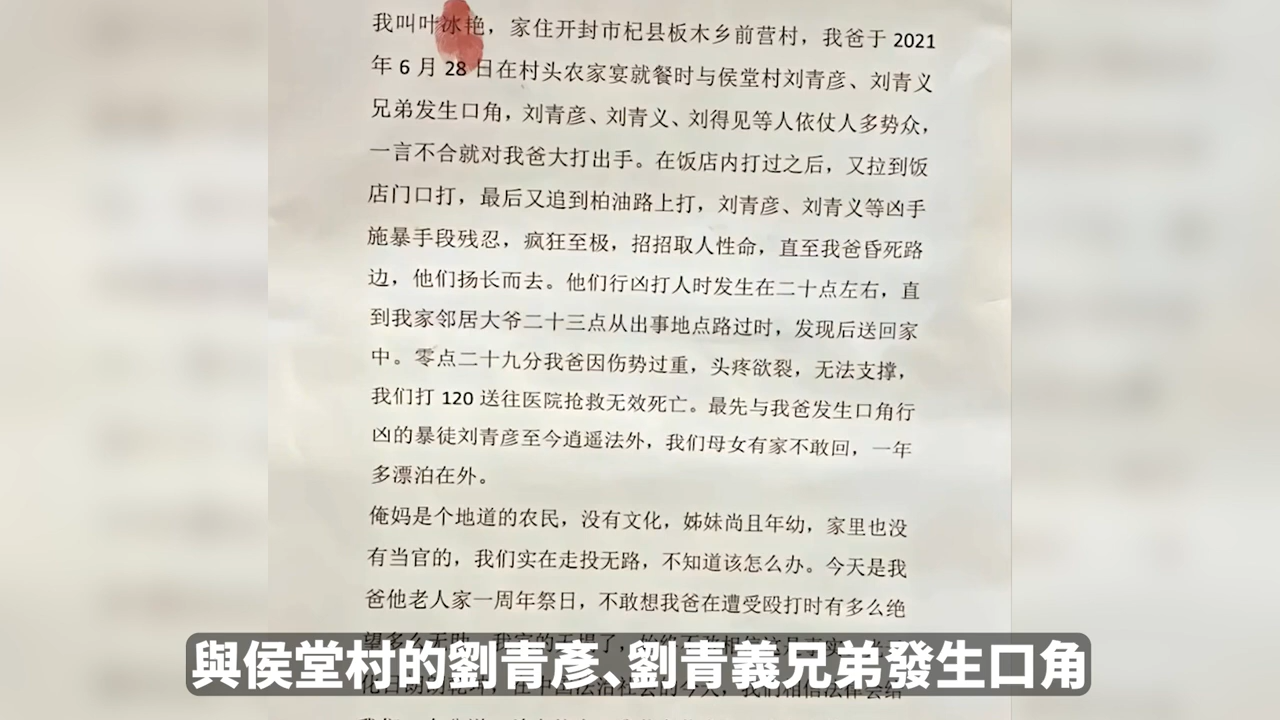 我叫叶冰艳，家住开封市杞县板木乡前营村，我爸于 2021
年 6 月 28 日在村头农家宴就餐时与侯堂村刘青彦、刘青义
兄弟发生口角，刘青彦、刘青义、刘得见等人依仗人多势众，
一言不合就对我爸大打出手。在饭店内打过之后，又拉到饭
店门口打，最后又追到柏油路上打，刘青彦、刘青义等凶手
施暴手段残忍，疯狂至极，招招取人性命，直至我爸昏死路
边，他们扬长而去。他们行凶打人时发生在二十点左右，直
到我家邻居大爷二十三点从出事地点路过时，发现后送回家
中。零点二十九分我爸因伤势过重，头疼欲裂，无法支撑，
我们打 120 送往医院抢救无效死亡。最先与我爸发生口角行
凶的暴徒刘青彦至今逍遥法外，我们母女有家不敢回，一年
多漂泊在外。
俺妈是个地道的农民，没有文化，姊妹尚且年幼，家里也没
有当官的，我们实在走投无路，不知道该怎么办。今天是我
爸他老人家一周年祭日，不敢想我爸在遭受殴打时有多么绝
與侯堂村的劉青彥、劉青義兄弟發生口角